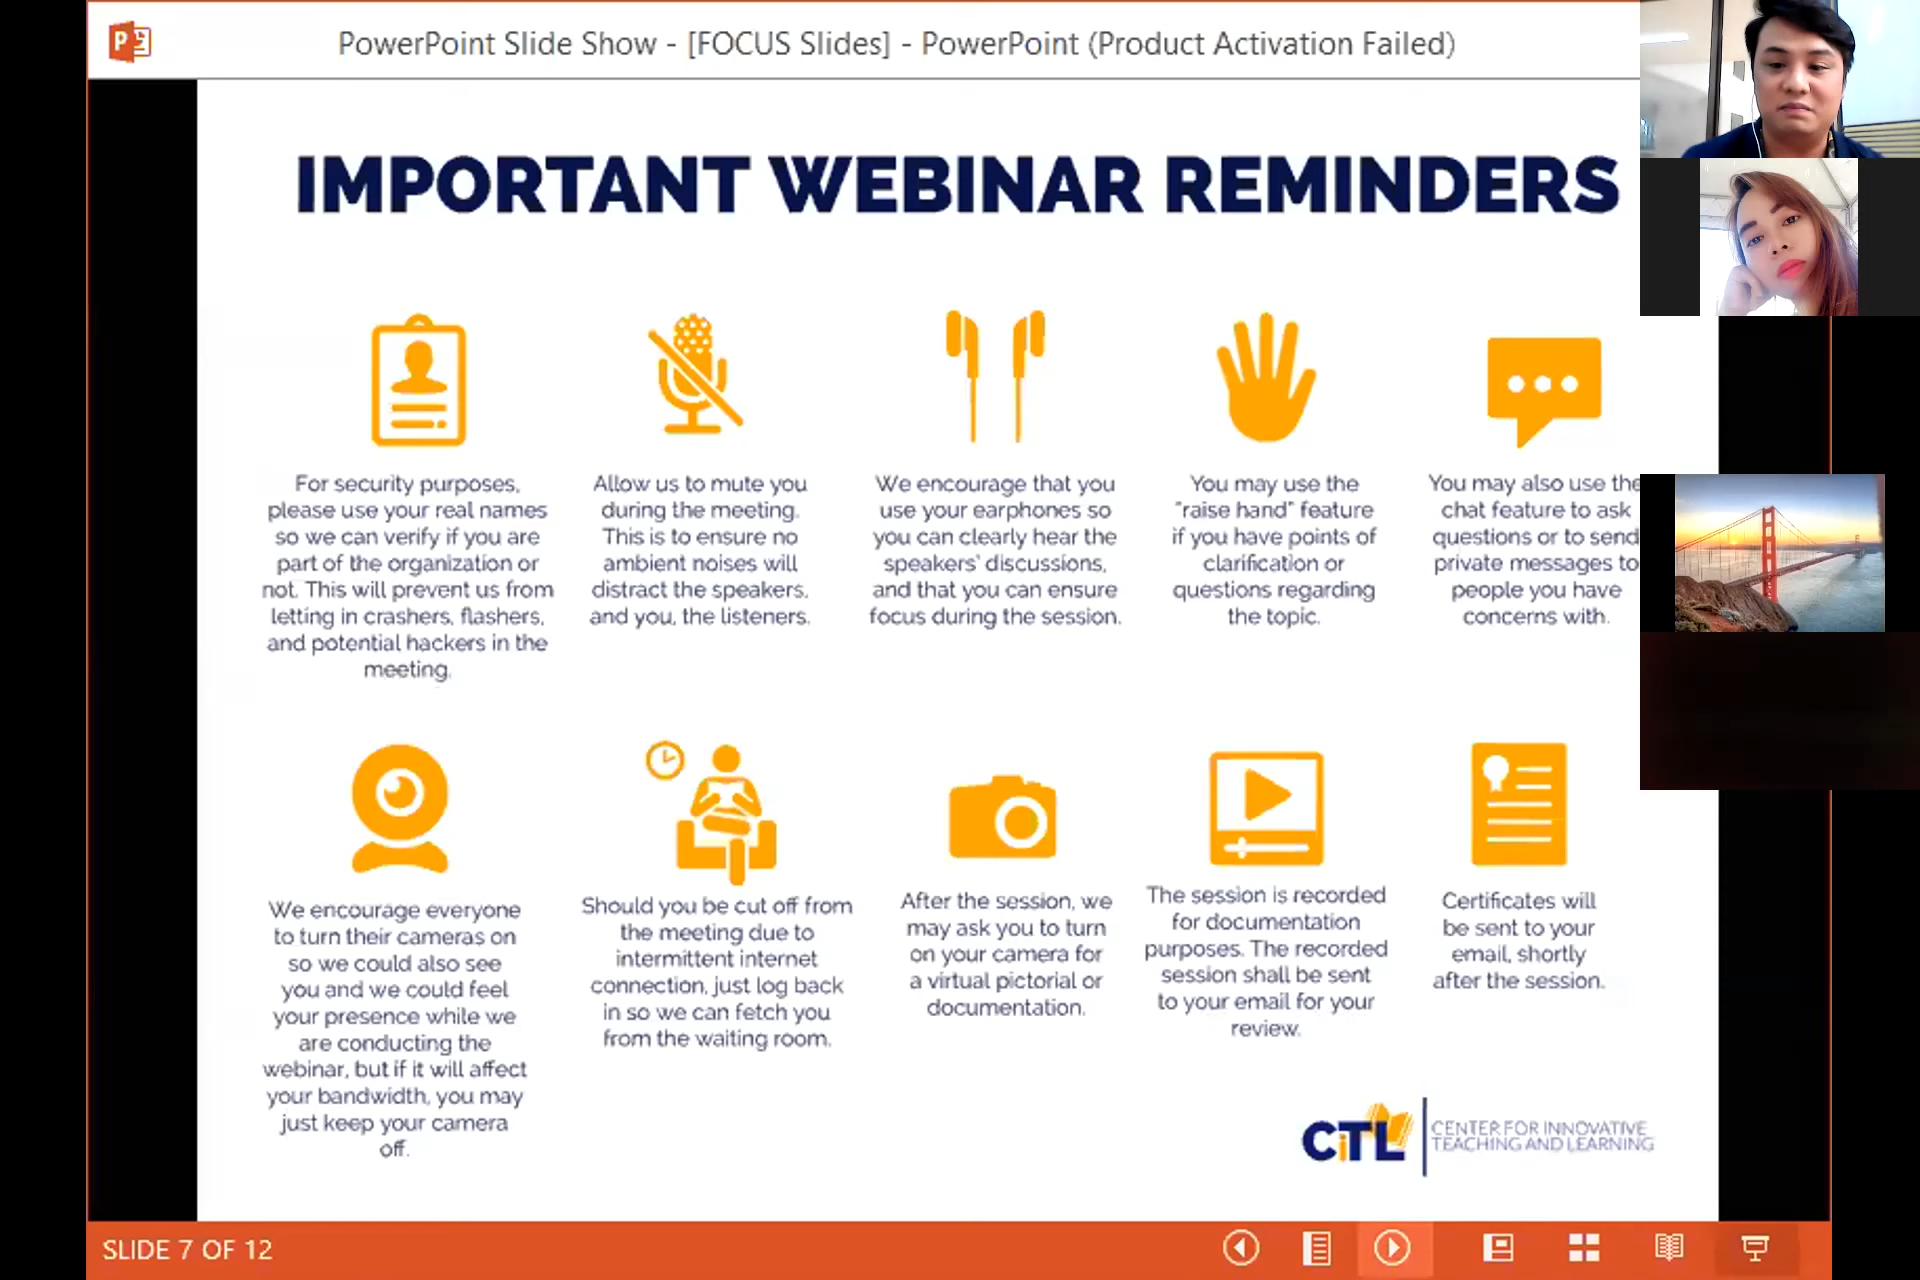 PowerPoint Slide Show - [FOCUS Slides] - PowerPoint (Product Activation Failed)
IMPORTANT WEBINAR REMINDERS
For security purposes,
please use your real names
so we can verify if you are
part of the organization or
not. This will prevent us from
letting in crashers, flashers,
and potential hackers in the
meeting.
Allow us to mute you
during the meeting.
This is to ensure no
ambient noises will
distract the speakers,
and you, the listeners.
We encourage that you
use your earphones so
you can clearly hear the
speakers' discussions,
and that you can ensure
focus during the session.
You may use the
"raise hand" feature
if you have points of
clarification or
questions regarding
the topic.
You may also use the
chat feature to ask
questions or to send
private messages to
people you have
concerns with.
We encourage everyone
to turn their cameras on
so we could also see
you and we could feel
your presence while we
are conducting the
webinar, but if it will affect
your bandwidth, you may
just keep your camera
off.
Should you be cut off from
the meeting due to
intermittent internet
connection, just log back
in so we can fetch you
from the waiting room.
After the session, we
may ask you to turn
on your camera for
a virtual pictorial or
documentation.
The session is recorded
for documentation
purposes. The recorded
session shall be sent
to your email for your
review.
Certificates will
be sent to your
email, shortly
after the session.
CiTL
CENTER FOR INNOVATIVE
TEACHING AND LEARNING
SLIDE 7 OF 12